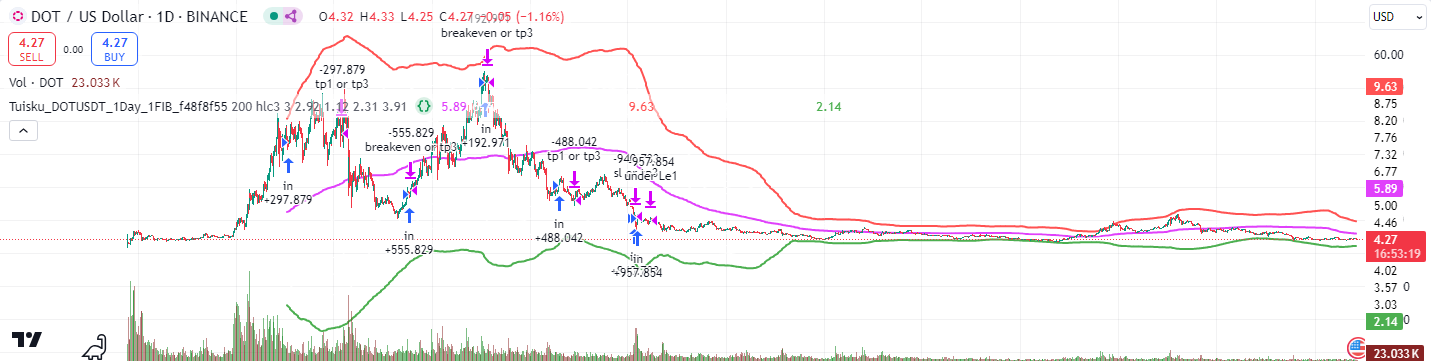 DOT / US Dollar · 1D · BINANCE O4.32 H4.33 L4.25 C4.27 −0.05 (−1.16%)
4.27 SELL 0.00 4.27 BUY
Vol · DOT 23.033 K
Tuisku_DOTUSDT_1Day_1FIB_f48f8f55 200 hlc3 3 2.92 1.12 2.31 3.91 5.89 9.63 2.14
breakeven or tp3
-297.879
tp1 or tp3
in
+297.879
-555.829
breakeven or tp3
in
+555.829
in
+192.971
-488.042
tp1 or tp3
in
+488.042
-957.854
under Le1
in
+957.854
USD
60.00
9.63
8.75
8.20
7.76
7.32
6.77
5.89
5.00
4.46
4.27
16:53:19
4.02
3.57
3.03
2.14
23.033 K